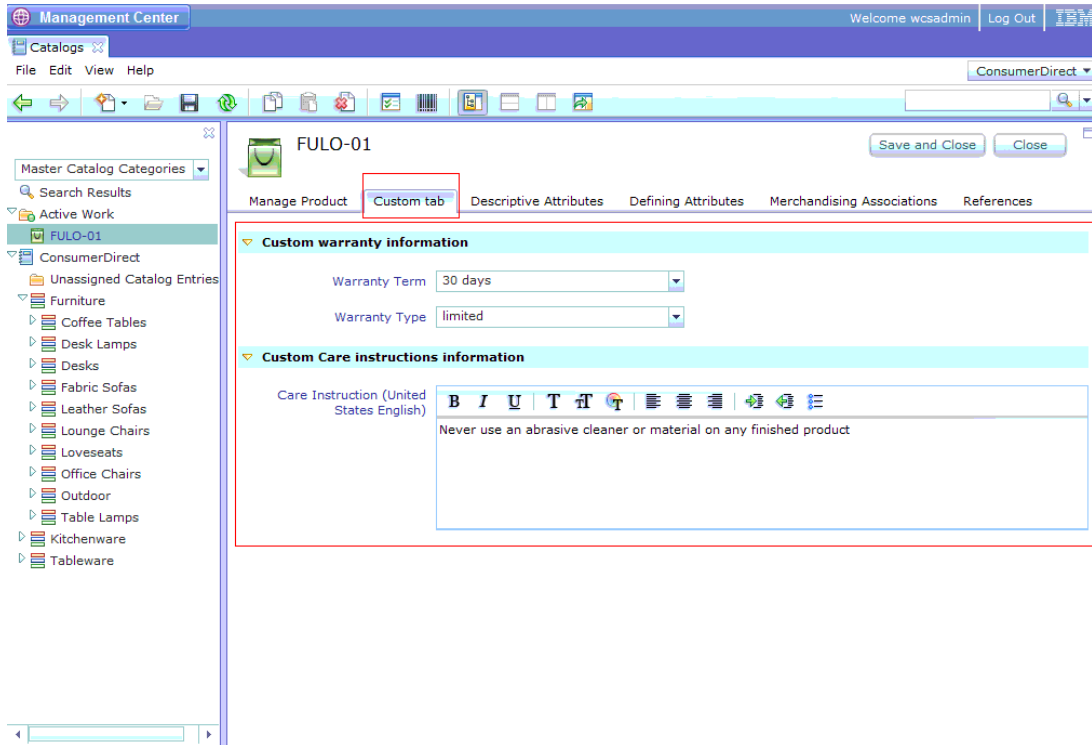 Management Center
Welcome wcsadmin Log Out IBM
Catalogs
File Edit View Help
ConsumerDirect
Master Catalog Categories
Search Results
Active Work
FULO-01
ConsumerDirect
Unassigned Catalog Entries
Furniture
Coffee Tables
Desk Lamps
Desks
Fabric Sofas
Leather Sofas
Lounge Chairs
Loveseats
Office Chairs
Outdoor
Table Lamps
Kitchenware
Tableware
FULO-01
Save and Close Close
Manage Product Custom tab Descriptive Attributes Defining Attributes Merchandising Associations References
Custom warranty information
Warranty Term 30 days
Warranty Type limited
Custom Care instructions information
Care Instruction (United
States English)
B I U T T T
Never use an abrasive cleaner or material on any finished product